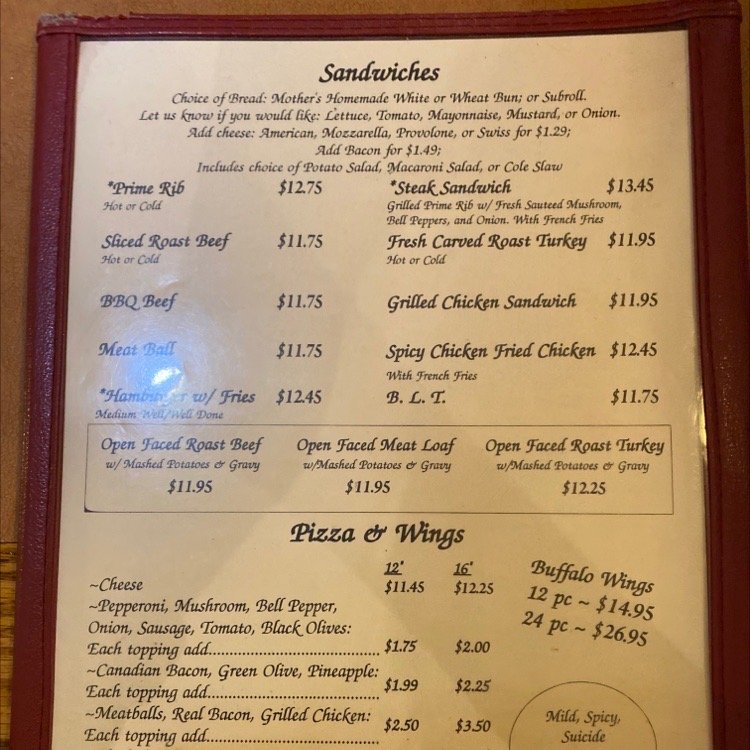 Sandwiches
Choice of Bread: Mother's Homemade White or Wheat Bun; or Subroll.
Let us know if you would like: Lettuce, Tomato, Mayonnaise, Mustard, or Onion.
Add cheese: American, Mozzarella, Provolone, or Swiss for $1.29;
Add Bacon for $1.49;
Includes choice of Potato Salad, Macaroni Salad, or Cole Slaw
*Prime Rib $12.75 *Steak Sandwich $13.45
Hot or Cold Grilled Prime Rib w/ Fresh Sauteed Mushroom,
Bell Peppers, and Onion. With French Fries
Sliced Roast Beef $11.75 Fresh Carved Roast Turkey $11.95
Hot or Cold Hot or Cold
BBQ Beef $11.75 Grilled Chicken Sandwich $11.95
Meat Ball $11.75 Spicy Chicken Fried Chicken $12.45
With French Fries
*Hamburger w/ Fries $12.45 B. L. T. $11.75
Medium Well/Well Done
Open Faced Roast Beef Open Faced Meat Loaf Open Faced Roast Turkey
w/ Mashed Potatoes & Gravy w/Mashed Potatoes & Gravy w/Mashed Potatoes & Gravy
$11.95 $11.95 $12.25
Pizza & Wings
12" 16"
~Cheese $11.45 $12.25
~Pepperoni, Mushroom, Bell Pepper,
Onion, Sausage, Tomato, Black Olives:
Each topping add.............................. $1.75 $2.00
~Canadian Bacon, Green Olive, Pineapple:
Each topping add.............................. $1.99 $2.25
~Meatballs, Real Bacon, Grilled Chicken:
Each topping add.............................. $2.50 $3.50
Buffalo Wings
12 pc ~ $14.95
24 pc ~ $26.95
Mild, Spicy,
Suicide